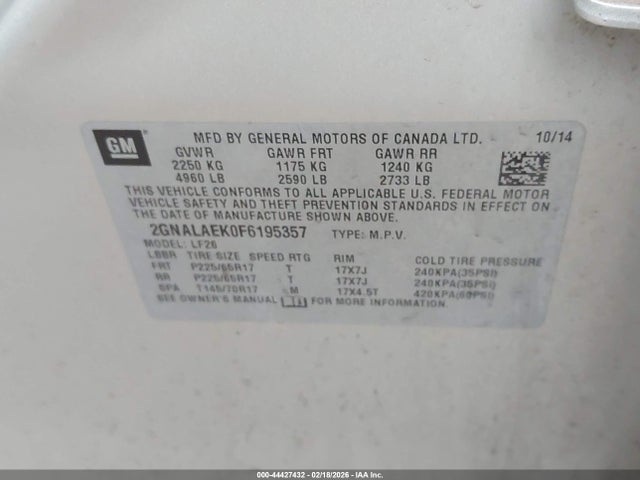 GM
MFD BY GENERAL MOTORS OF CANADA LTD. 10/14
GVWR GAWR FRT GAWR RR
2250 KG 1175 KG 1240 KG
4960 LB 2590 LB 2733 LB
THIS VEHICLE CONFORMS TO ALL APPLICABLE U.S. FEDERAL MOTOR
VEHICLE SAFETY AND THEFT PREVENTION STANDARDS IN EFFECT ON
THE DATE OF MANUFACTURE SHOWN ABOVE.
2GNALAEK0F6195357 TYPE: M.P.V.
MODEL: LF26
LBBR TIRE SIZE SPEED RTG RIM COLD TIRE PRESSURE
FRT P225/65R17 T 17X7J 240KPA(35PSI)
RR P225/65R17 T 17X7J 240KPA(35PSI)
SPA T145/70R17 M 17X4.5T 420KPA(60PSI)
SEE OWNER'S MANUAL FOR MORE INFORMATION.
000-44427432 - 02/18/2026 - IAA Inc.